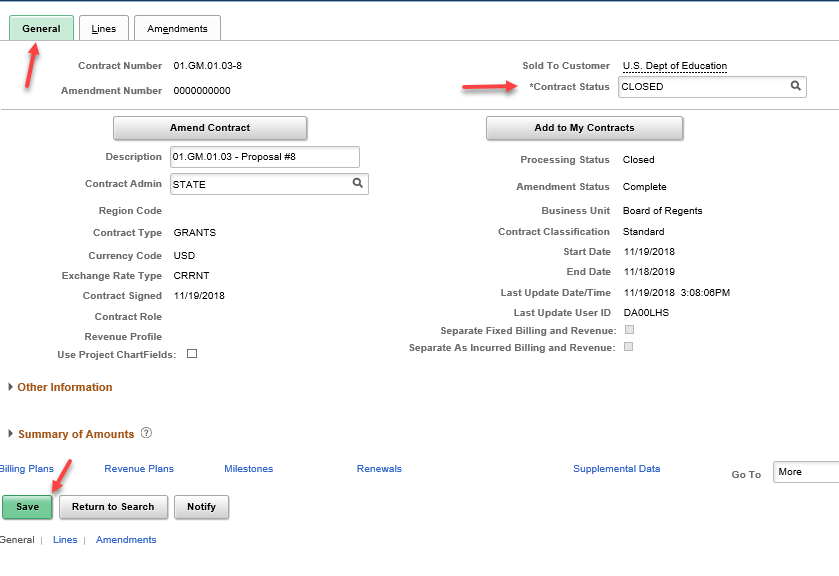 General Lines Amendments
Contract Number 01.GM.01.03-8 Sold To Customer U.S. Dept of Education
*Contract Status CLOSED
Amendment Number 0000000000
Amend Contract Add to My Contracts
Description 01.GM.01.03 - Proposal #8 Processing Status Closed
Contract Admin STATE Amendment Status Complete
Region Code Business Unit Board of Regents
Contract Type GRANTS Contract Classification Standard
Currency Code USD Start Date 11/19/2018
Exchange Rate Type CRRNT End Date 11/18/2019
Contract Signed 11/19/2018 Last Update Date/Time 11/19/2018 3:08:06PM
Contract Role Last Update User ID DA00LHS
Revenue Profile Separate Fixed Billing and Revenue:
Use Project ChartFields: Separate As Incurred Billing and Revenue:
Other Information
Summary of Amounts ?
Billing Plans Revenue Plans Milestones Renewals Supplemental Data Go To More
Save Return to Search Notify
General | Lines | Amendments